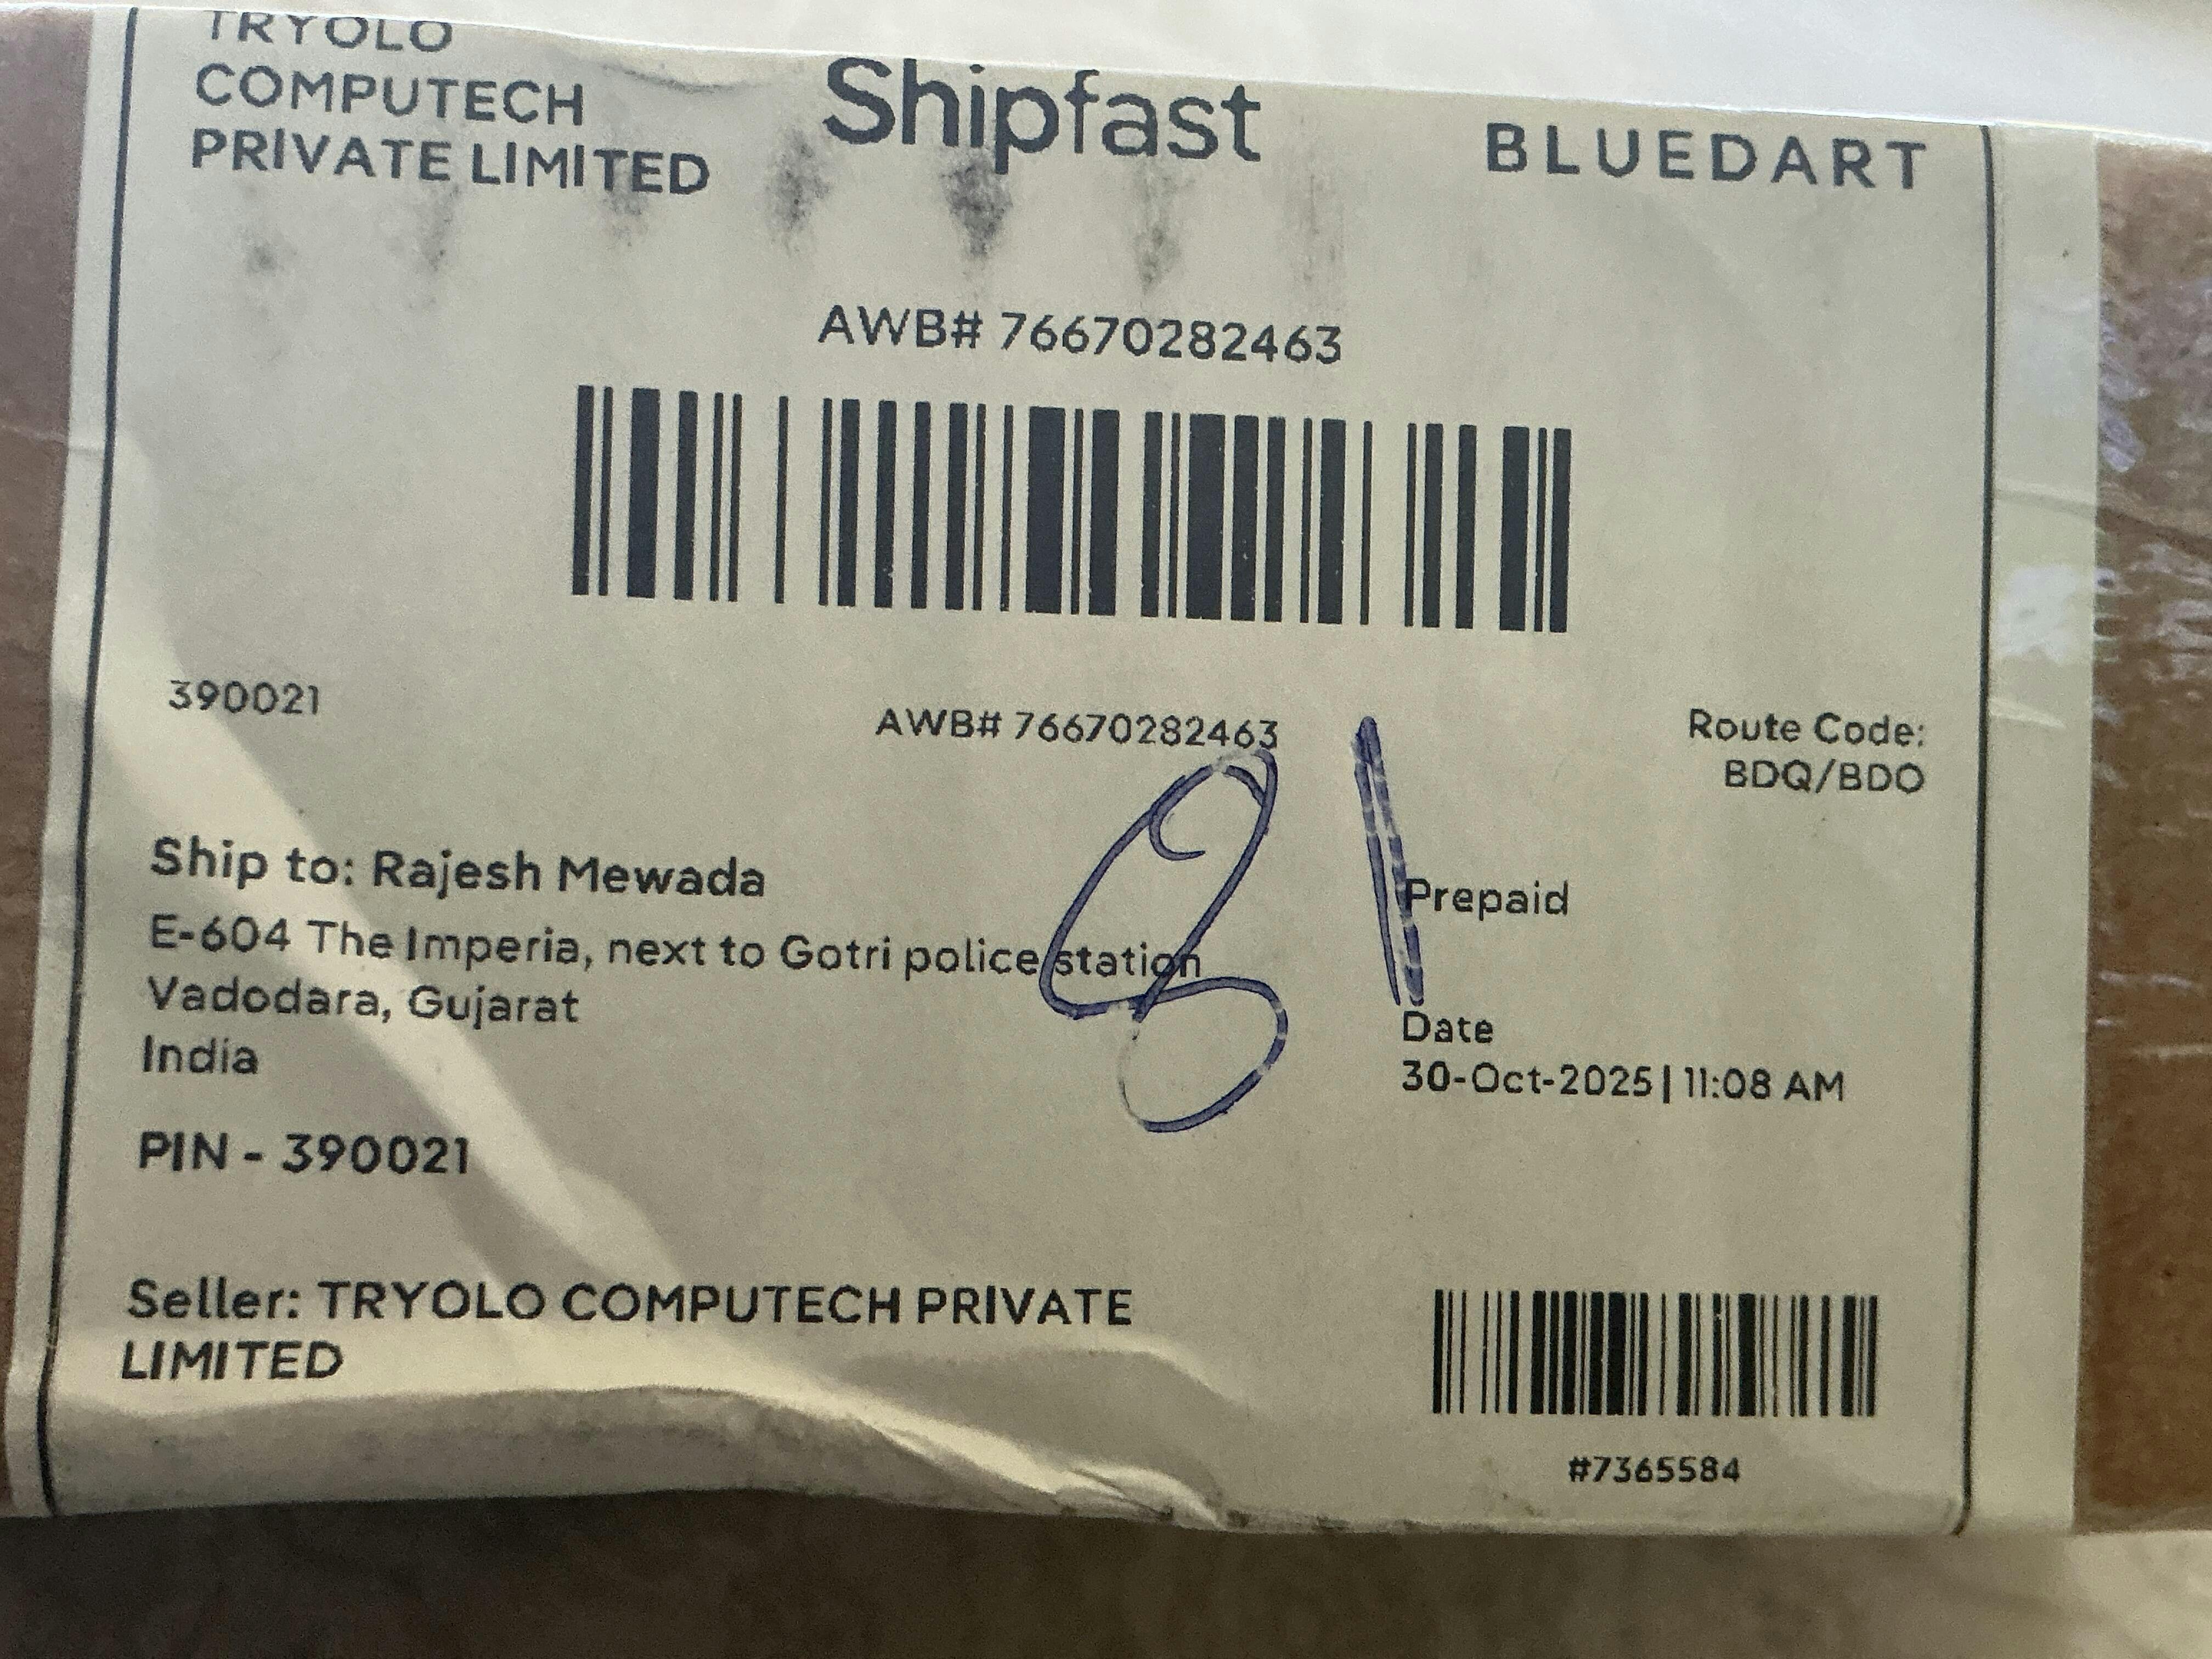 TRYOLO
COMPUTECH
PRIVATE LIMITED
Shipfast
BLUEDART
AWB# 76670282463
390021
AWB# 76670282463
Route Code:
BDQ/BDO
Ship to: Rajesh Mewada
E-604 The Imperia, next to Gotri police station
Vadodara, Gujarat
India
PIN - 390021
81
Prepaid
Date
30-Oct-2025 | 11:08 AM
Seller: TRYOLO COMPUTECH PRIVATE
LIMITED
#7365584